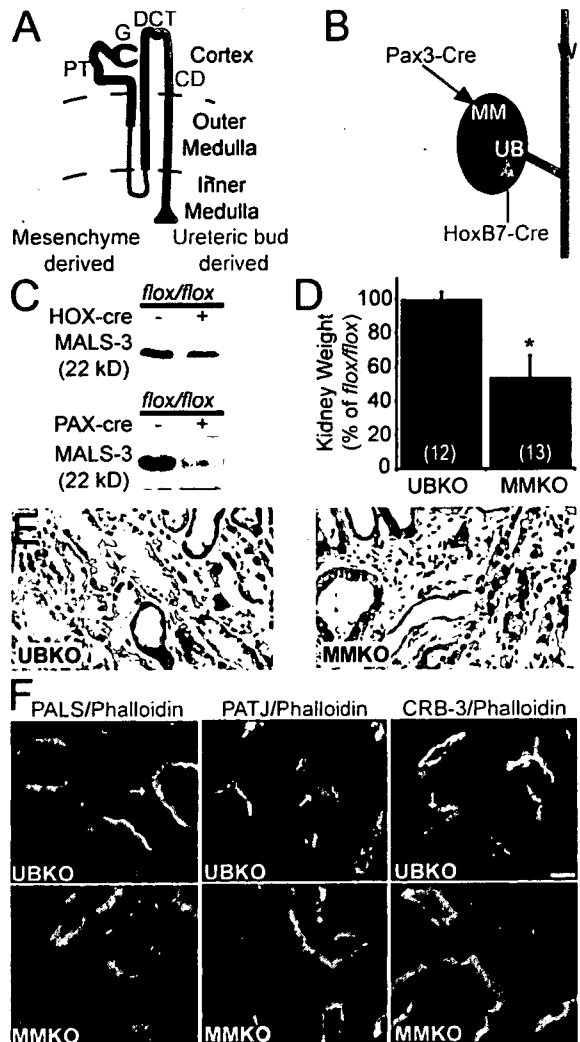 A
G
DCT
PT
CD
Cortex
Outer
Medulla
Inner
Medulla
Mesenchyme
derived
Ureteric bud
derived
B
Pax3-Cre
MM
UB
HoxB7-Cre
C
flox/flox
HOX-cre - +
MALS-3
(22 kD)
flox/flox
PAX-cre - +
MALS-3
(22 kD)
D
Kidney Weight
(% of flox/flox)
100
80
60
40
20
0
*
(12)
(13)
UBKO
MMKO
E
UBKO
MMKO
F
PALS/Phalloidin
PATJ/Phalloidin
CRB-3/Phalloidin
UBKO
UBKO
UBKO
MMKO
MMKO
MMKO